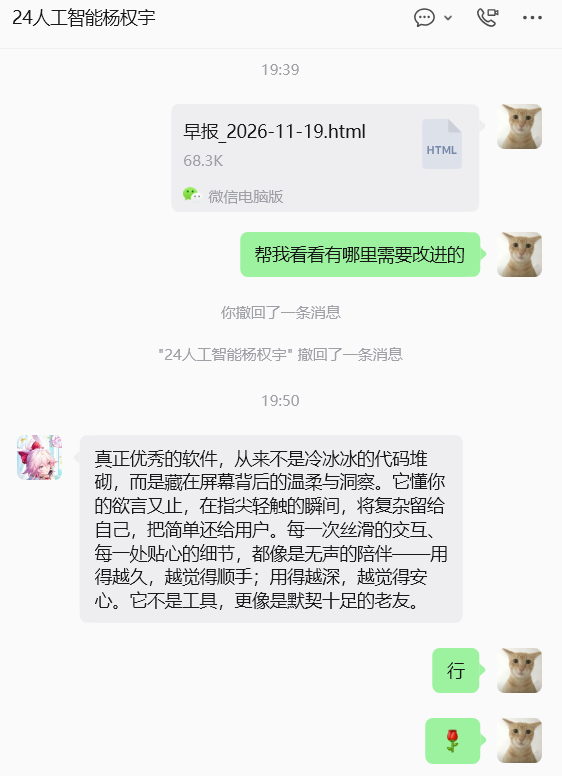 24人工智能杨权宇
19:39
早报_2026-11-19.html
68.3K
HTML
微信电脑版
帮我看看有哪里需要改进的
你撤回了一条消息
"24人工智能杨权宇" 撤回了一条消息
19:50
真正优秀的软件，从来不是冷冰冰的代码堆
砌，而是藏在屏幕背后的温柔与洞察。它懂你
的欲言又止，在指尖轻触的瞬间，将复杂留给
自己，把简单还给用户。每一次丝滑的交互、
每一处贴心的细节，都像是无声的陪伴——用
得越久，越觉得顺手；用得越深，越觉得安
心。它不是工具，更像是默契十足的老友。
行
🌹